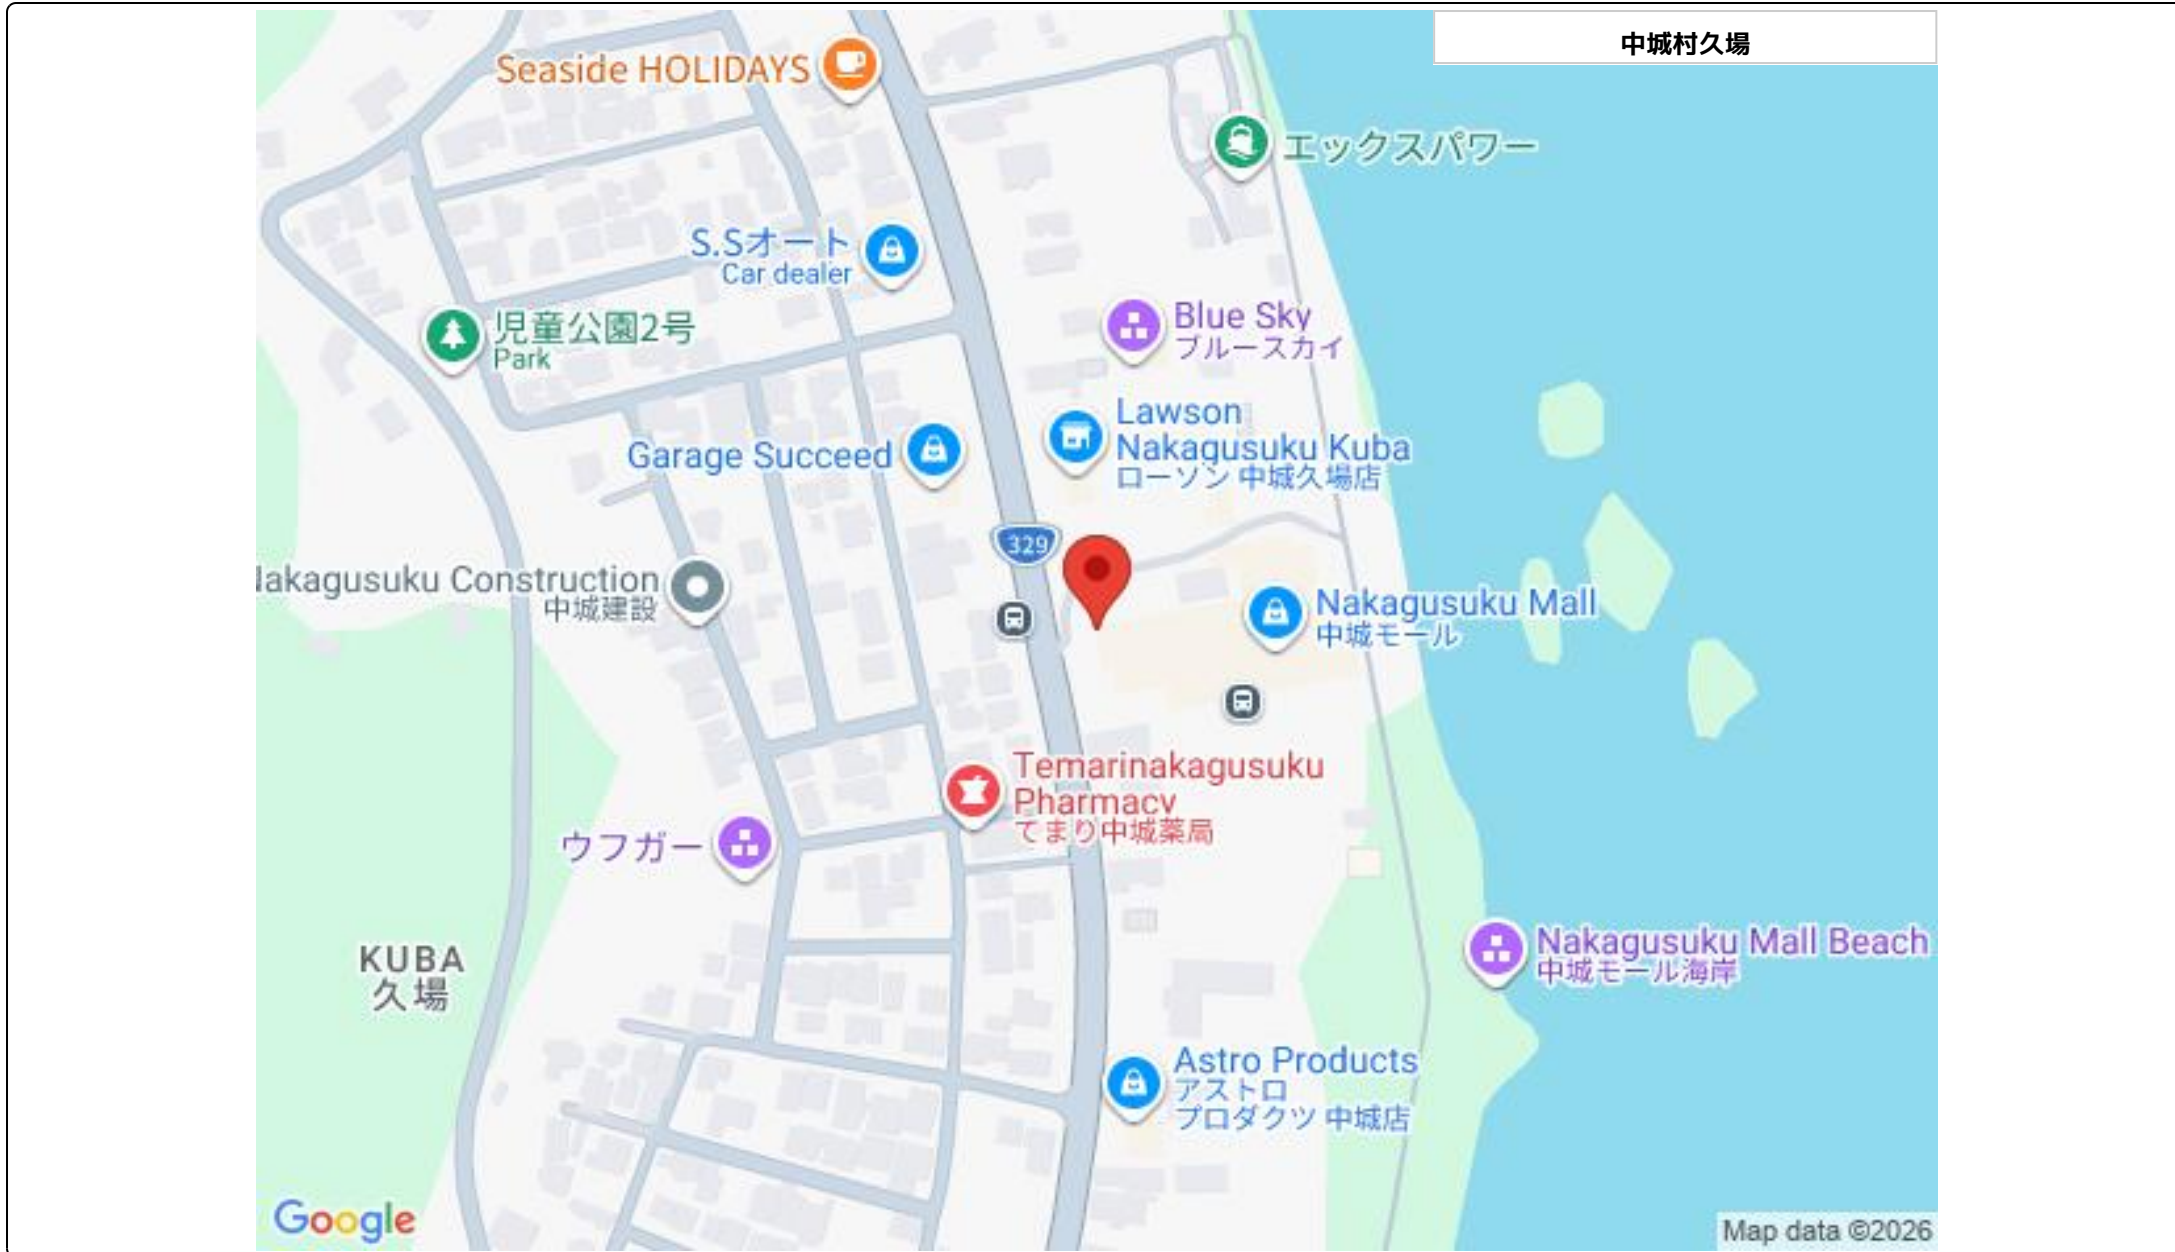 中城村久場
Seaside HOLIDAYS
エックスパワー
S.Sオート
Car dealer
児童公園2号
Park
Blue Sky
ブルースカイ
Lawson
Nakagusuku Kuba
ローソン 中城久場店
Garage Succeed
329
Nakagusuku Mall
中城モール
Nakagusuku Construction
中城建設
Temarinakagusuku
Pharmacy
てまり中城薬局
ウフガー
KUBA
久場
Nakagusuku Mall Beach
中城モール海岸
Astro Products
アストロ
プロダクツ 中城店
Google
Map data ©2026